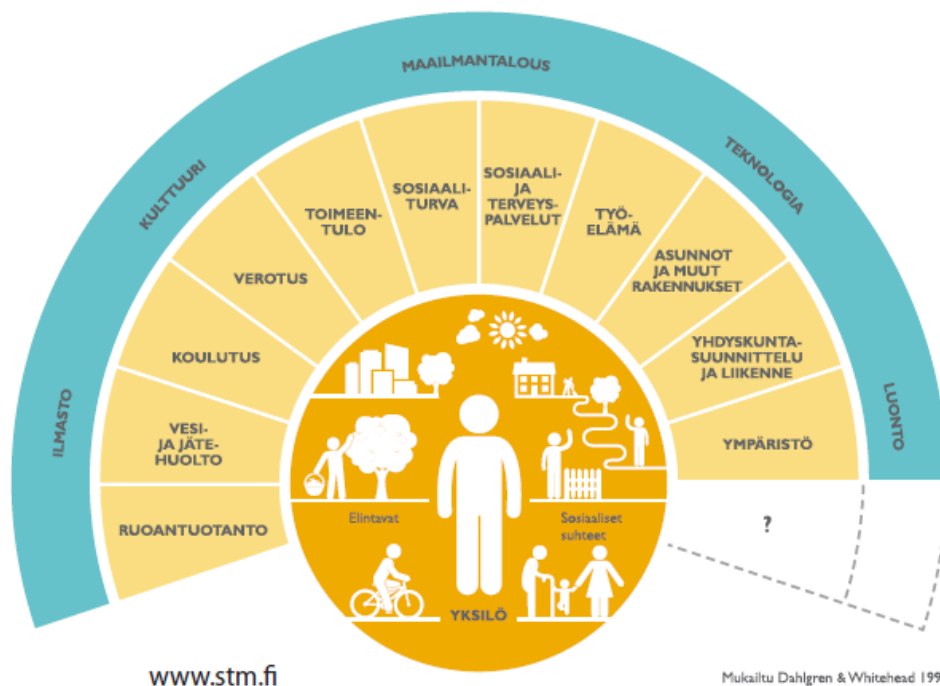 MAAILMANTALOUS
KULTTUURI
TEKNOLOGIA
ILMASTO
LUONTO
SOSIAALI-
TURVA
SOSIAALI-
JA
TERVEYS-
PALVELUT
TOIMEEN-
TULO
TYÖ-
ELÄMÄ
VEROTUS
ASUNNOT
JA MUUT
RAKENNUKSET
KOULUTUS
YHDYSKUNTA-
SUUNNITTELU
JA LIIKENNE
VESI-
JA JÄTE-
HUOLTO
YMPÄRISTÖ
RUOANTUOTANTO
?
Elintavat
Sosiaaliset
suhteet
YKSILÖ
www.stm.fi
Mukailtu Dahlgren & Whitehead 199